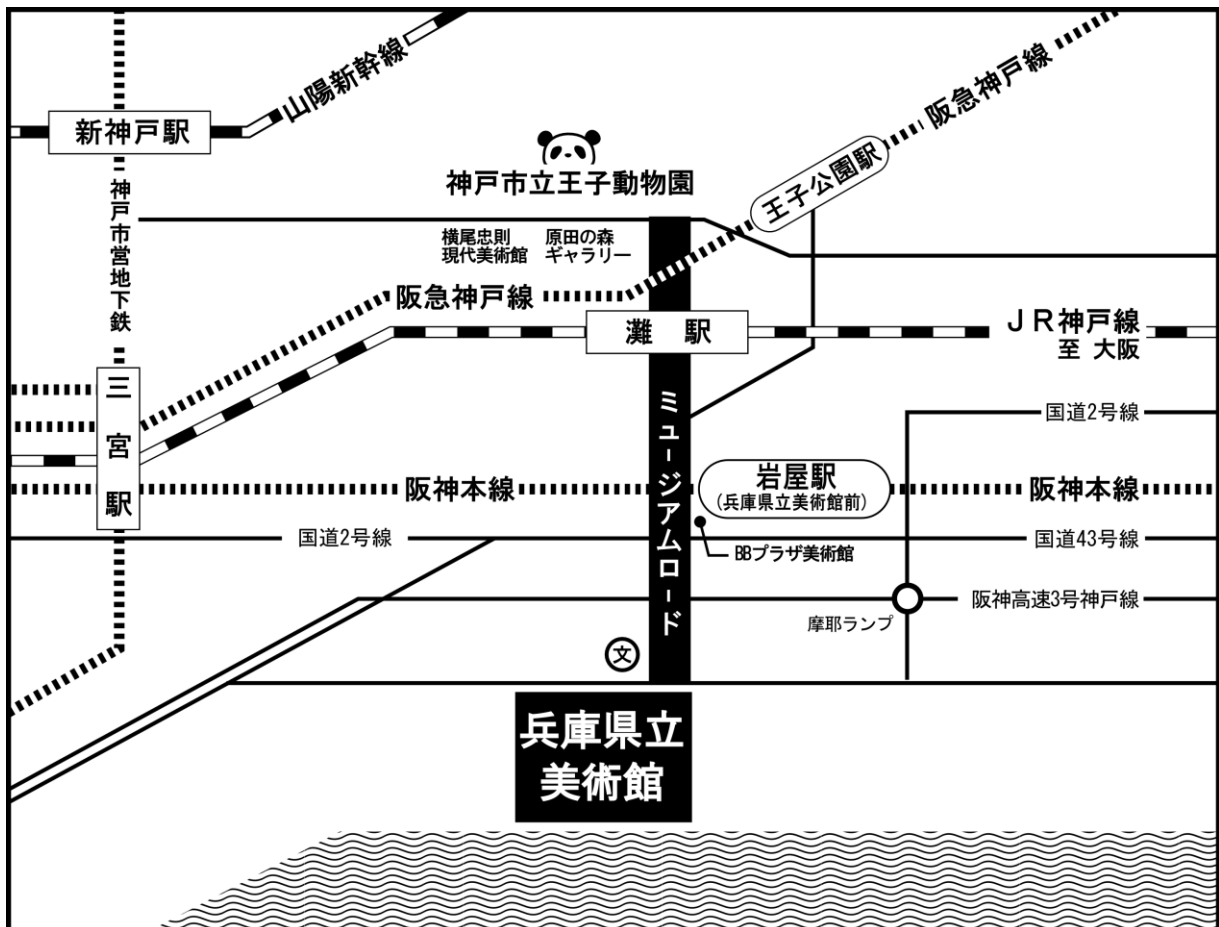 山陽新幹線
阪急神戸線
新神戸駅
王子公園駅
神戸市立王子動物園
神戸市営地下鉄
横尾忠則
現代美術館
原田の森
ギャラリー
阪急神戸線
灘 駅
JR神戸線
至 大阪
三宮駅
ミュージアムロード
国道2号線
阪神本線
岩屋駅
(兵庫県立美術館前)
阪神本線
国道2号線
国道43号線
BBプラザ美術館
阪神高速3号神戸線
摩耶ランプ
文
兵庫県立
美術館